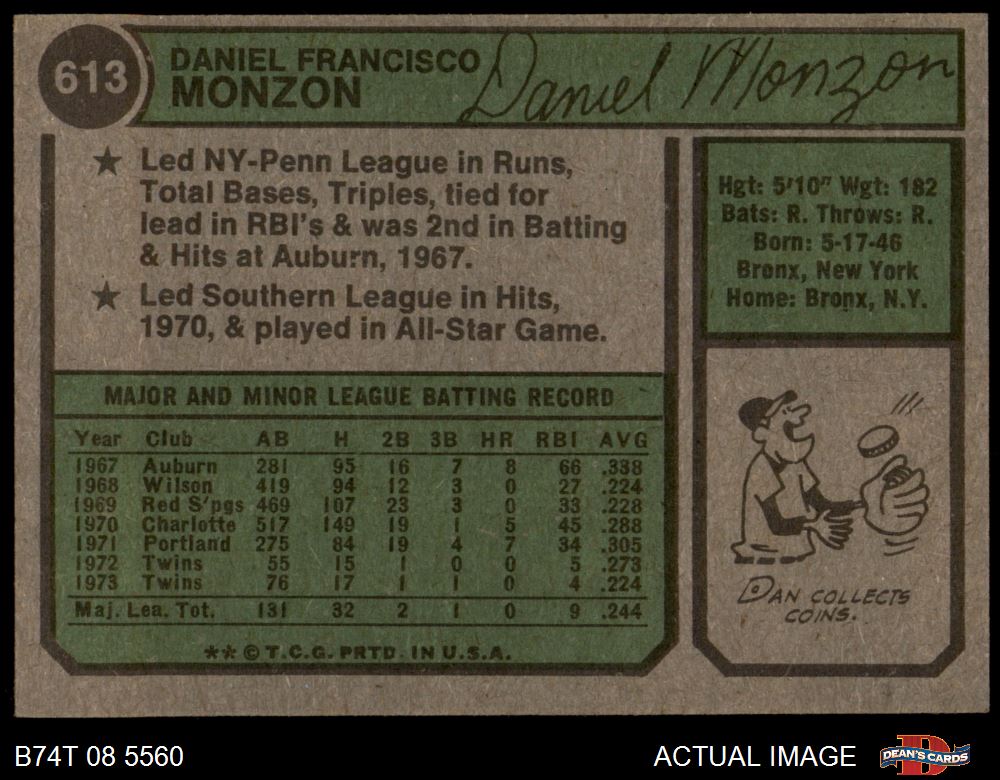 613
DANIEL FRANCISCO
MONZON
Daniel Monzon
★ Led NY-Penn League in Runs,
Total Bases, Triples, tied for
lead in RBI's & was 2nd in Batting
& Hits at Auburn, 1967.
★ Led Southern League in Hits,
1970, & played in All-Star Game.
Hgt: 5'10" Wgt: 182
Bats: R. Throws: R.
Born: 5-17-46
Bronx, New York
Home: Bronx, N.Y.
MAJOR AND MINOR LEAGUE BATTING RECORD
Year Club AB H 2B 3B HR RBI AVG
1967 Auburn 281 95 16 7 8 66 .338
1968 Wilson 419 94 12 3 0 27 .224
1969 Red S'pgs 469 107 23 3 0 33 .228
1970 Charlotte 517 149 19 1 5 45 .288
1971 Portland 275 84 19 4 7 34 .305
1972 Twins 55 15 1 0 0 5 .273
1973 Twins 76 17 1 1 0 4 .224
Maj. Lea. Tot. 131 32 2 1 0 9 .244
** © T.C.G. PRTD. IN U.S.A.
DAN COLLECTS
COINS.
B74T 08 5560
ACTUAL IMAGE
DEAN'S CARDS